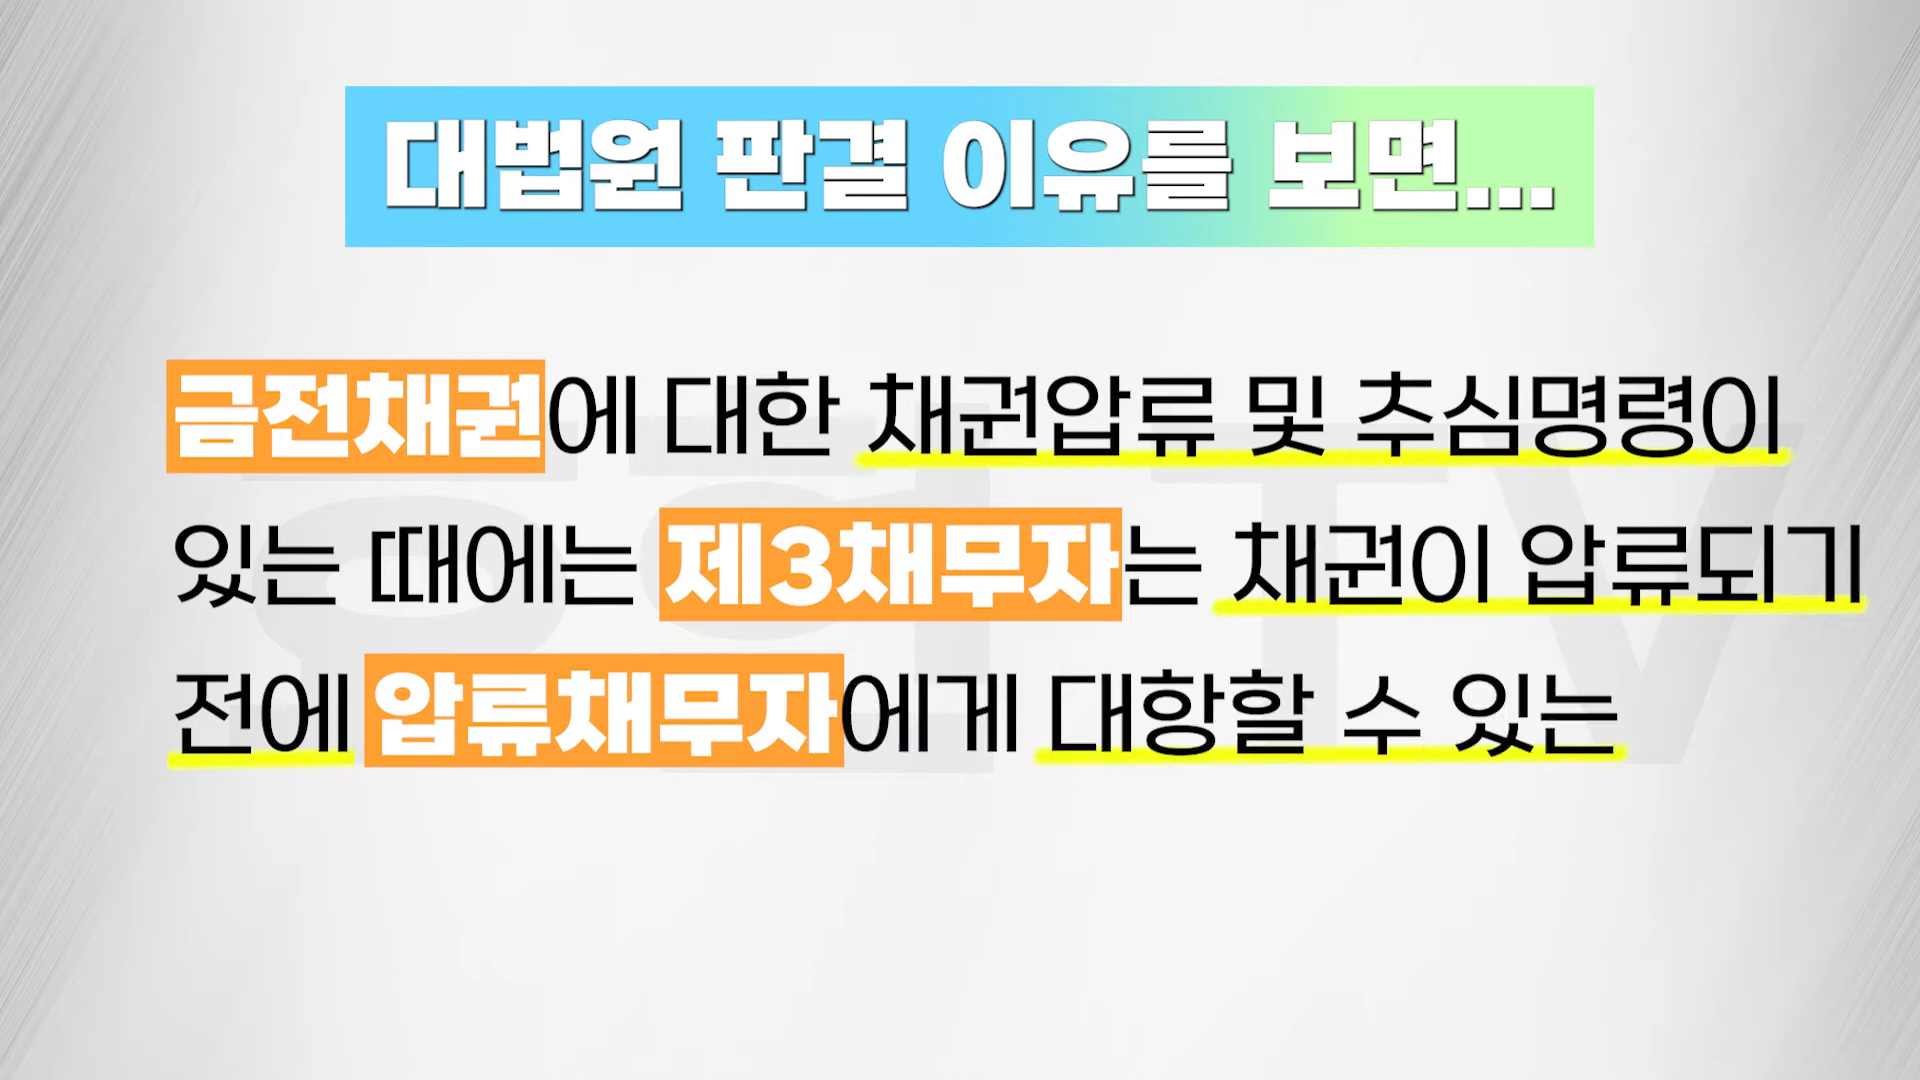 대법원 판결 이유를 보면...
금전채권에 대한 채권압류 및 추심명령이
있는 때에는 제3채무자는 채권이 압류되기
전에 압류채무자에게 대항할 수 있는